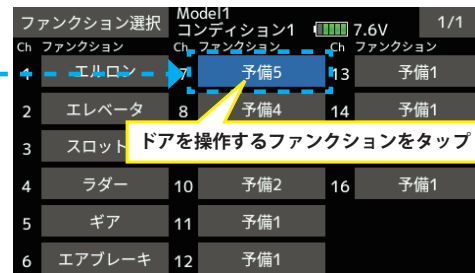 ファンクション選択 Model1 コンディション1 7.6V 1/1
Ch ファンクション Ch ファンクション Ch ファンクション
1 エルロン 7 予備5 13 予備1
2 エレベータ 8 予備4 14 予備1
ドアを操作するファンクションをタップ
3 スロット
4 ラダー 10 予備2 16 予備1
5 ギア 11 予備1
6 エアブレーキ 12 予備1